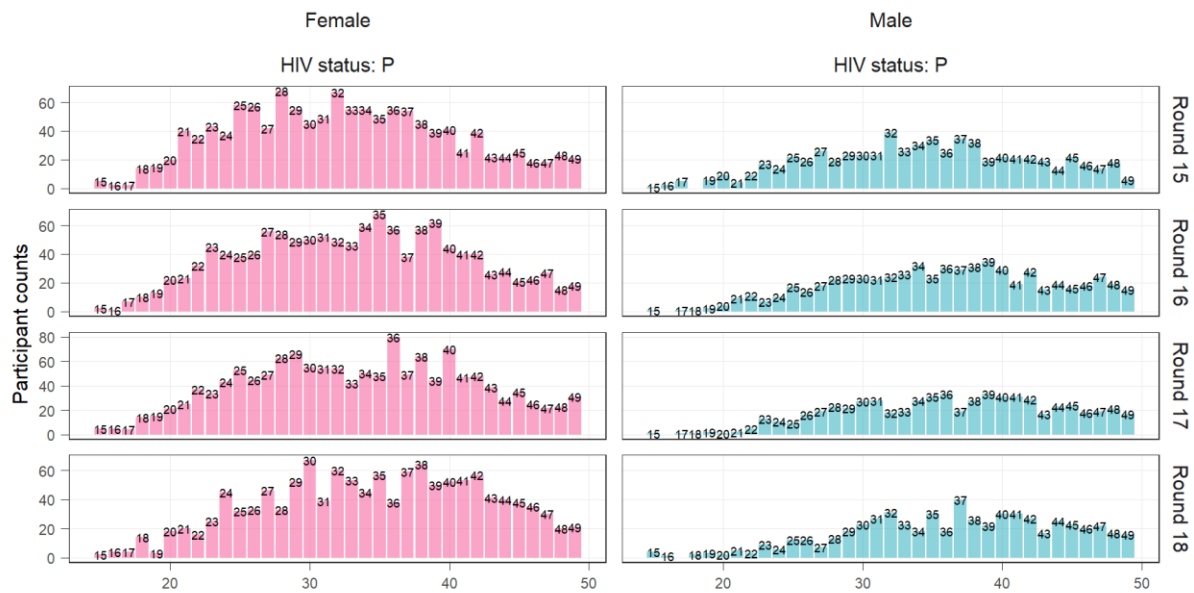 Female
Male
HIV status: P
HIV status: P
Participant counts
60
40
20
0
15 16 17 18 19 20 21 22 23 24 25 26 27 28 29 30 31 32 33 34 35 36 37 38 39 40 41 42 43 44 45 46 47 48 49
15 16 17 19 20 21 22 23 24 25 26 27 28 29 30 31 32 33 34 35 36 37 38 39 40 41 42 43 44 45 46 47 48 49
Round 15
60
40
20
0
15 16 17 18 19 20 21 22 23 24 25 26 27 28 29 30 31 32 33 34 35 36 37 38 39 40 41 42 43 44 45 46 47 48 49
15 17 18 19 20 21 22 23 24 25 26 27 28 29 30 31 32 33 34 35 36 37 38 39 40 41 42 43 44 45 46 47 48 49
Round 16
80
60
40
20
0
15 16 17 18 19 20 21 22 23 24 25 26 27 28 29 30 31 32 33 34 35 36 37 38 39 40 41 42 43 44 45 46 47 48 49
15 17 18 19 20 21 22 23 24 25 26 27 28 29 30 31 32 33 34 35 36 37 38 39 40 41 42 43 44 45 46 47 48 49
Round 17
60
40
20
0
15 16 17 18 19 20 21 22 23 24 25 26 27 28 29 30 31 32 33 34 35 36 37 38 39 40 41 42 43 44 45 46 47 48 49
15 16 18 19 20 21 22 23 24 25 26 27 28 29 30 31 32 33 34 35 36 37 38 39 40 41 42 43 44 45 46 47 48 49
Round 18
20 30 40 50
20 30 40 50